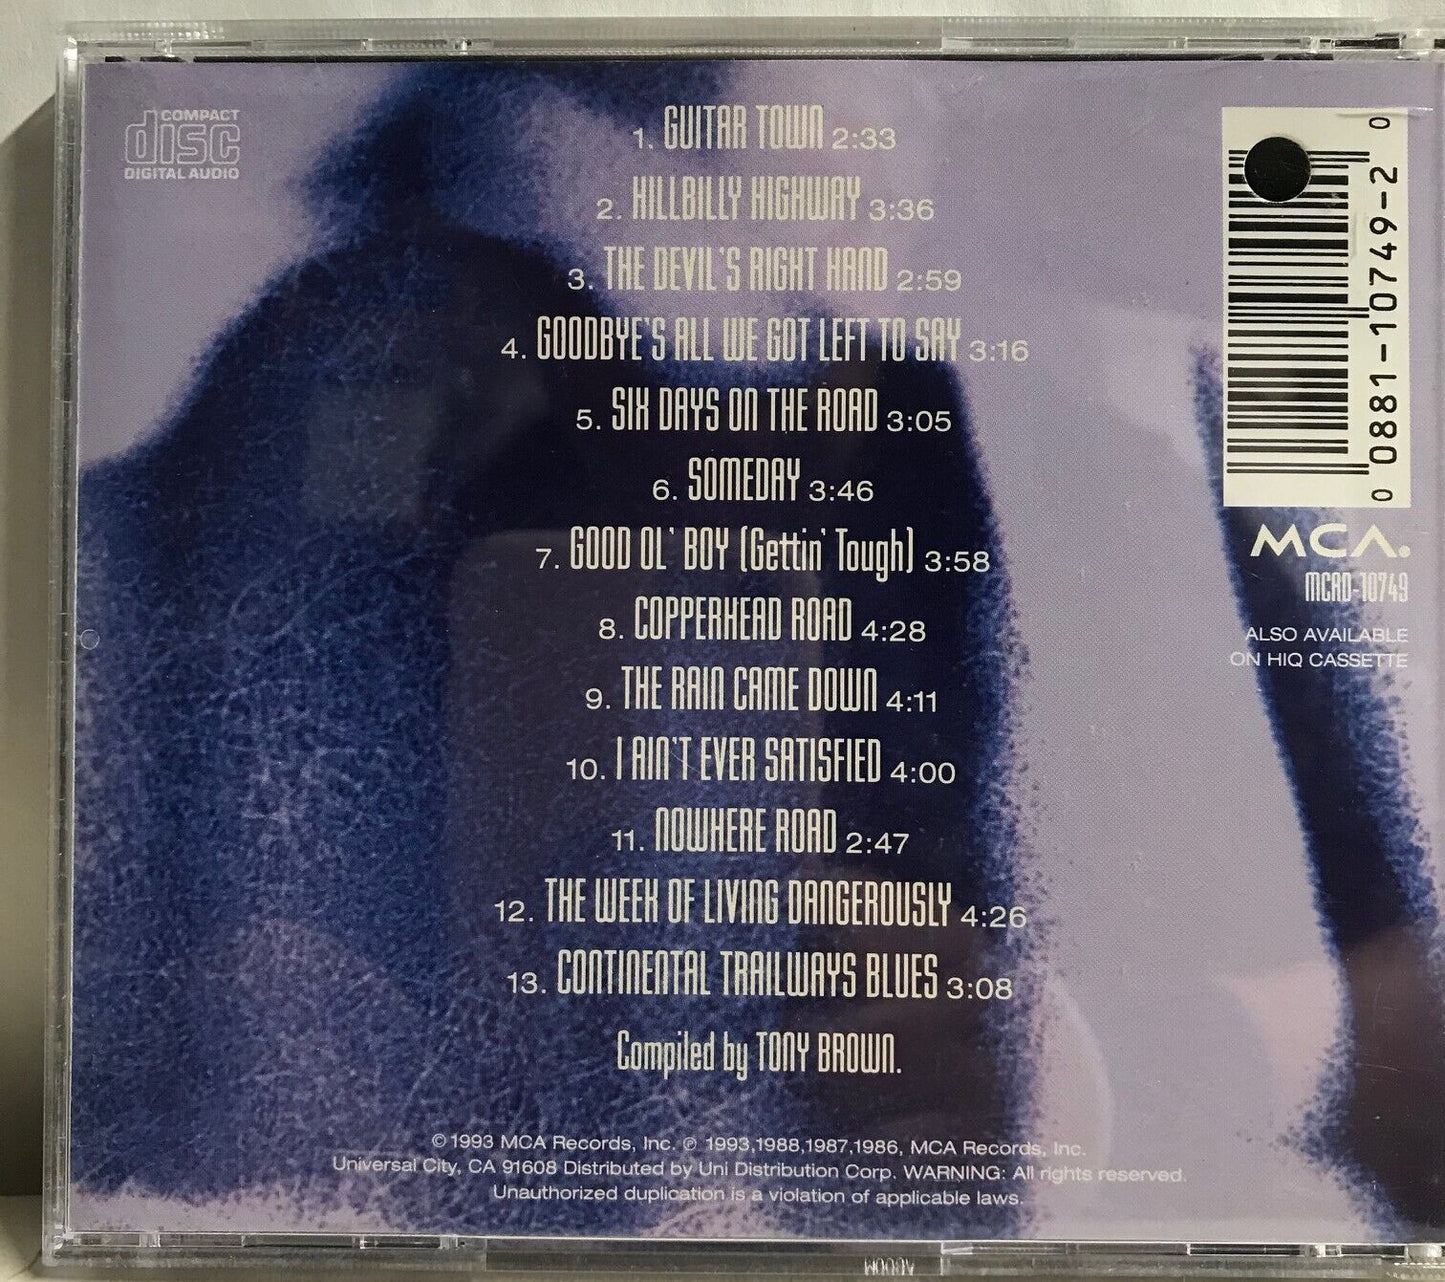 COMPACT
disc
DIGITAL AUDIO
1. GUITAR TOWN 2:33
2. HILLBILLY HIGHWAY 3:36
3. THE DEVIL'S RIGHT HAND 2:59
4. GOODBYE'S ALL WE GOT LEFT TO SAY 3:16
5. SIX DAYS ON THE ROAD 3:05
6. SOMEDAY 3:46
7. GOOD OL' BOY (Gettin' Tough) 3:58
8. COPPERHEAD ROAD 4:28
9. THE RAIN CAME DOWN 4:11
10. I AIN'T EVER SATISFIED 4:00
11. NOWHERE ROAD 2:47
12. THE WEEK OF LIVING DANGEROUSLY 4:26
13. CONTINENTAL TRAILWAYS BLUES 3:08
Compiled by TONY BROWN.
© 1993 MCA Records, Inc. ℗ 1993,1988,1987,1986, MCA Records, Inc.
Universal City, CA 91608 Distributed by Uni Distribution Corp. WARNING: All rights reserved.
Unauthorized duplication is a violation of applicable laws.
0 0881-10749-2 0
MCA®
MCAD-10749
ALSO AVAILABLE
ON HIQ CASSETTE